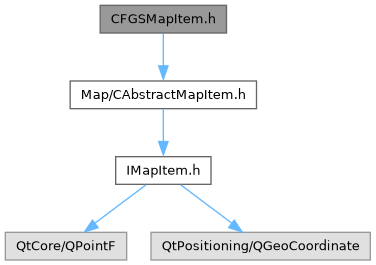 CFGSMapItem.h
Map/CAbstractMapItem.h
IMapItem.h
QtCore/QPointF
QtPositioning/QGeoCoordinate